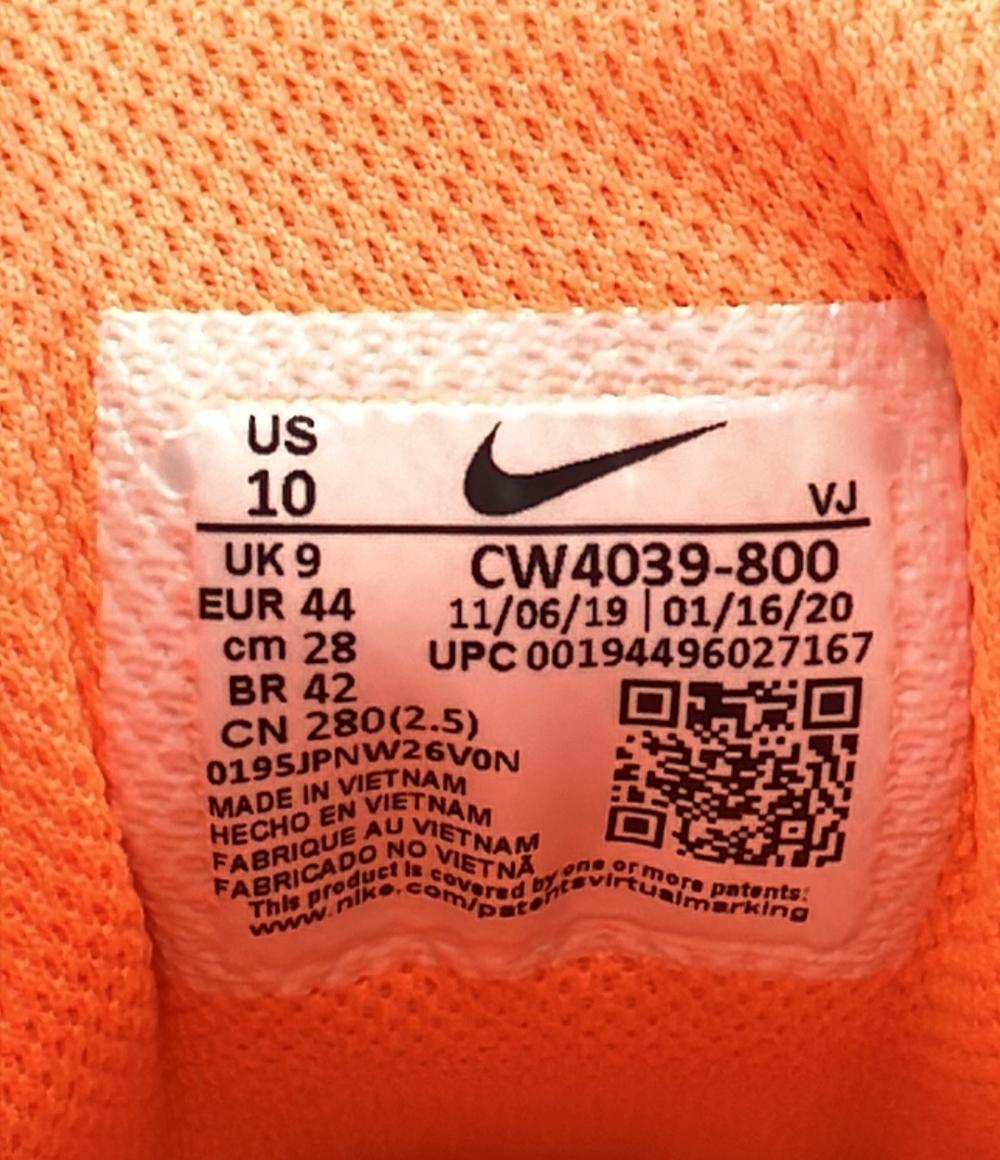 US
10
VJ
UK 9
CW4039-800
EUR 44
11/06/19 | 01/16/20
cm 28
UPC 00194496027167
BR 42
CN 280(2.5)
0195JPNW26V0N
MADE IN VIETNAM
HECHO EN VIETNAM
FABRIQUE AU VIETNAM
FABRICADO NO VIETNÃ
This product is covered by one or more patents:
www.nike.com/patentsvirtualmarking